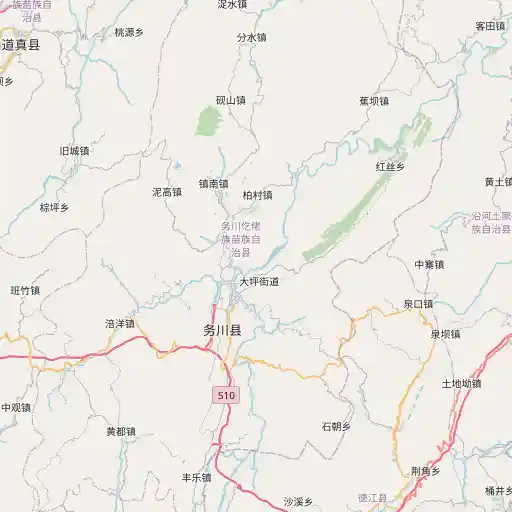 族苗族自
治县
浞水镇
客田镇
桃源乡
分水镇
道真县
坝乡
砚山镇
蕉坝镇
旧城镇
红丝乡
镇南镇
黄土镇
泥高镇
柏村镇
棕坪乡
沿河土家
族自治县
务川仡佬
族苗族自
治县
中寨镇
大坪街道
班竹镇
泉口镇
涪洋镇
务川县
泉坝镇
土地坳镇
S10
中观镇
石朝乡
黄都镇
荆角乡
丰乐镇
桶井乡
沙溪乡
德江县